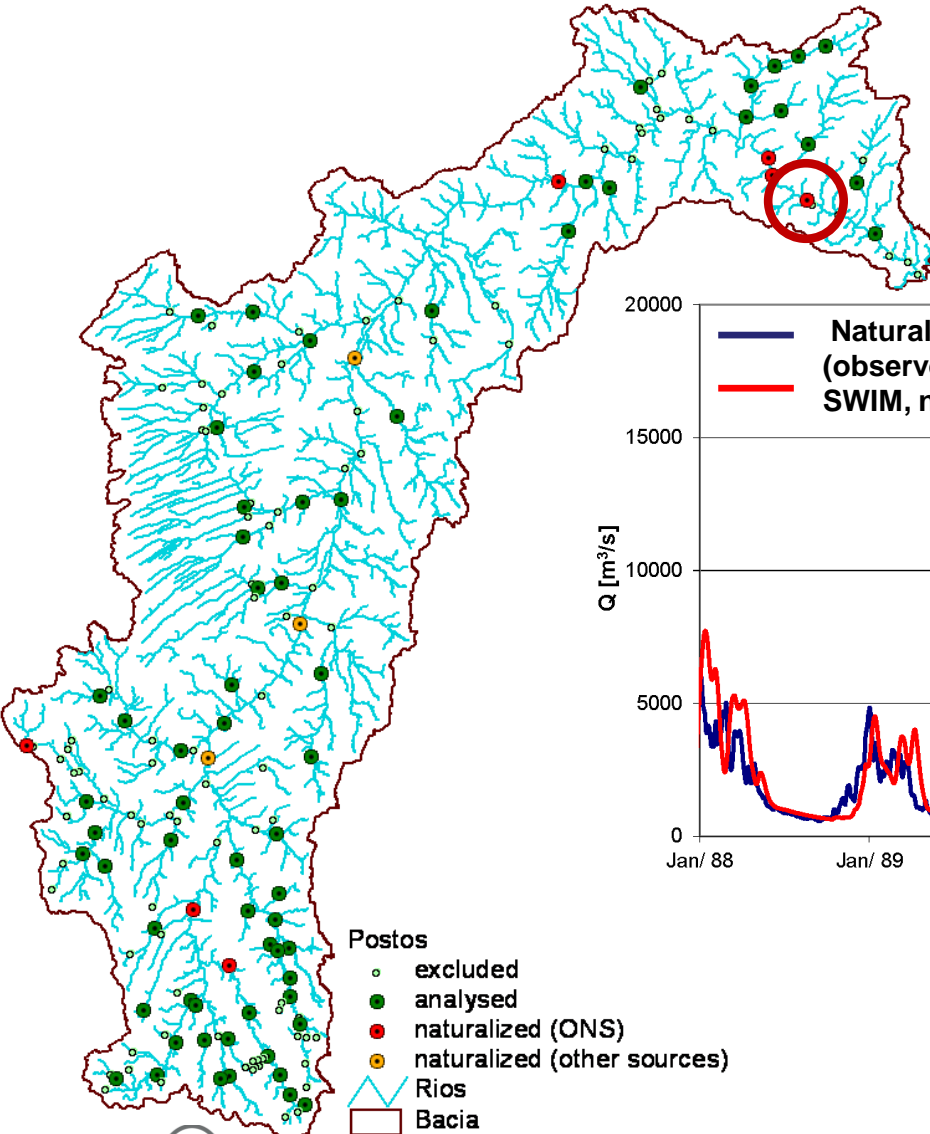 20000
Natural
(observe
SWIM, n
15000
10000
Q [m³/s]
5000
0
Jan/ 88
Jan/ 89
Postos
excluded
analysed
naturalized (ONS)
naturalized (other sources)
Rios
Bacia